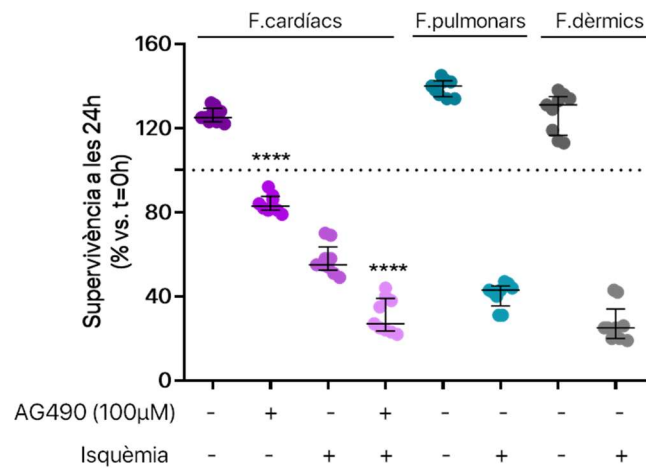 F.cardíacs F.pulmonars F.dèrmics
160
120
80
40
0
Supervivència a les 24h
(% vs. t=0h)
****
****
AG490 (100μM) - + - + - - - -
Isquèmia - - + + - + - +